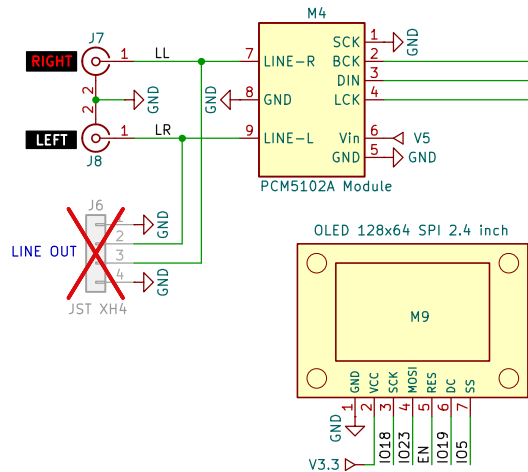 M4
J7
RIGHT
1
LL
7
LINE-R
SCK
1
GND
BCK
2
DIN
3
2
GND
GND
8
GND
LCK
4
2
LEFT
1
LR
9
LINE-L
Vin
6
V5
J8
GND
5
GND
PCM5102A Module
J6
1
GND
LINE OUT
2
3
4
GND
JST XH4
OLED 128x64 SPI 2.4 inch
M9
GND
VCC
SCK
MOSI
RES
DC
SS
1
2
3
4
5
6
7
GND
V3.3
IO18
IO23
EN
IO19
IO5